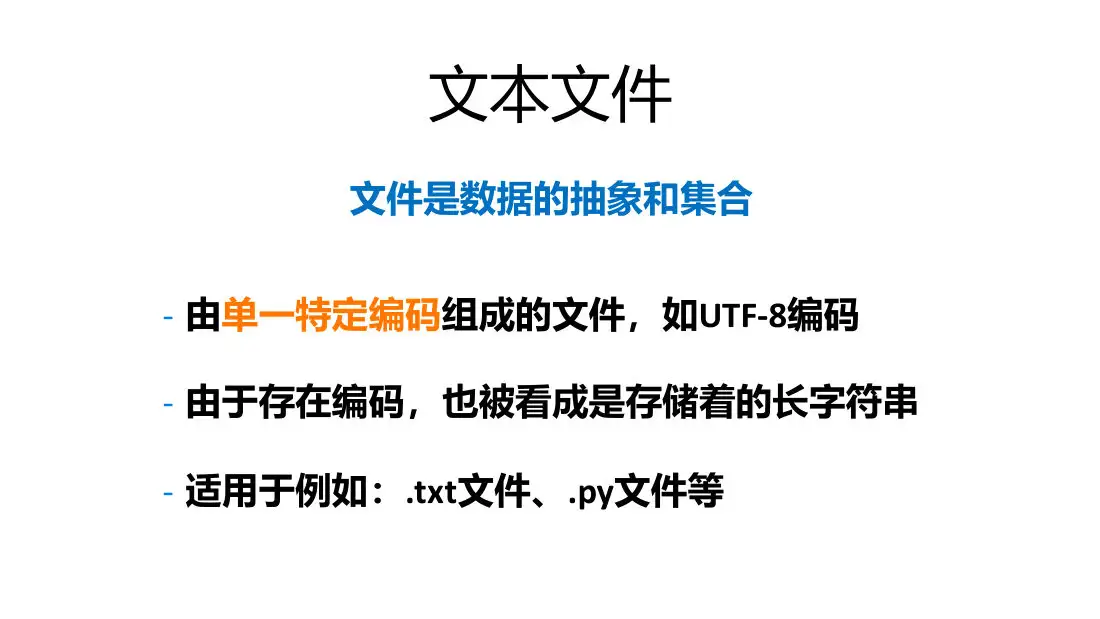 文本文件
文件是数据的抽象和集合
- 由单一特定编码组成的文件，如UTF-8编码
- 由于存在编码，也被看成是存储着的长字符串
- 适用于例如：.txt文件、.py文件等